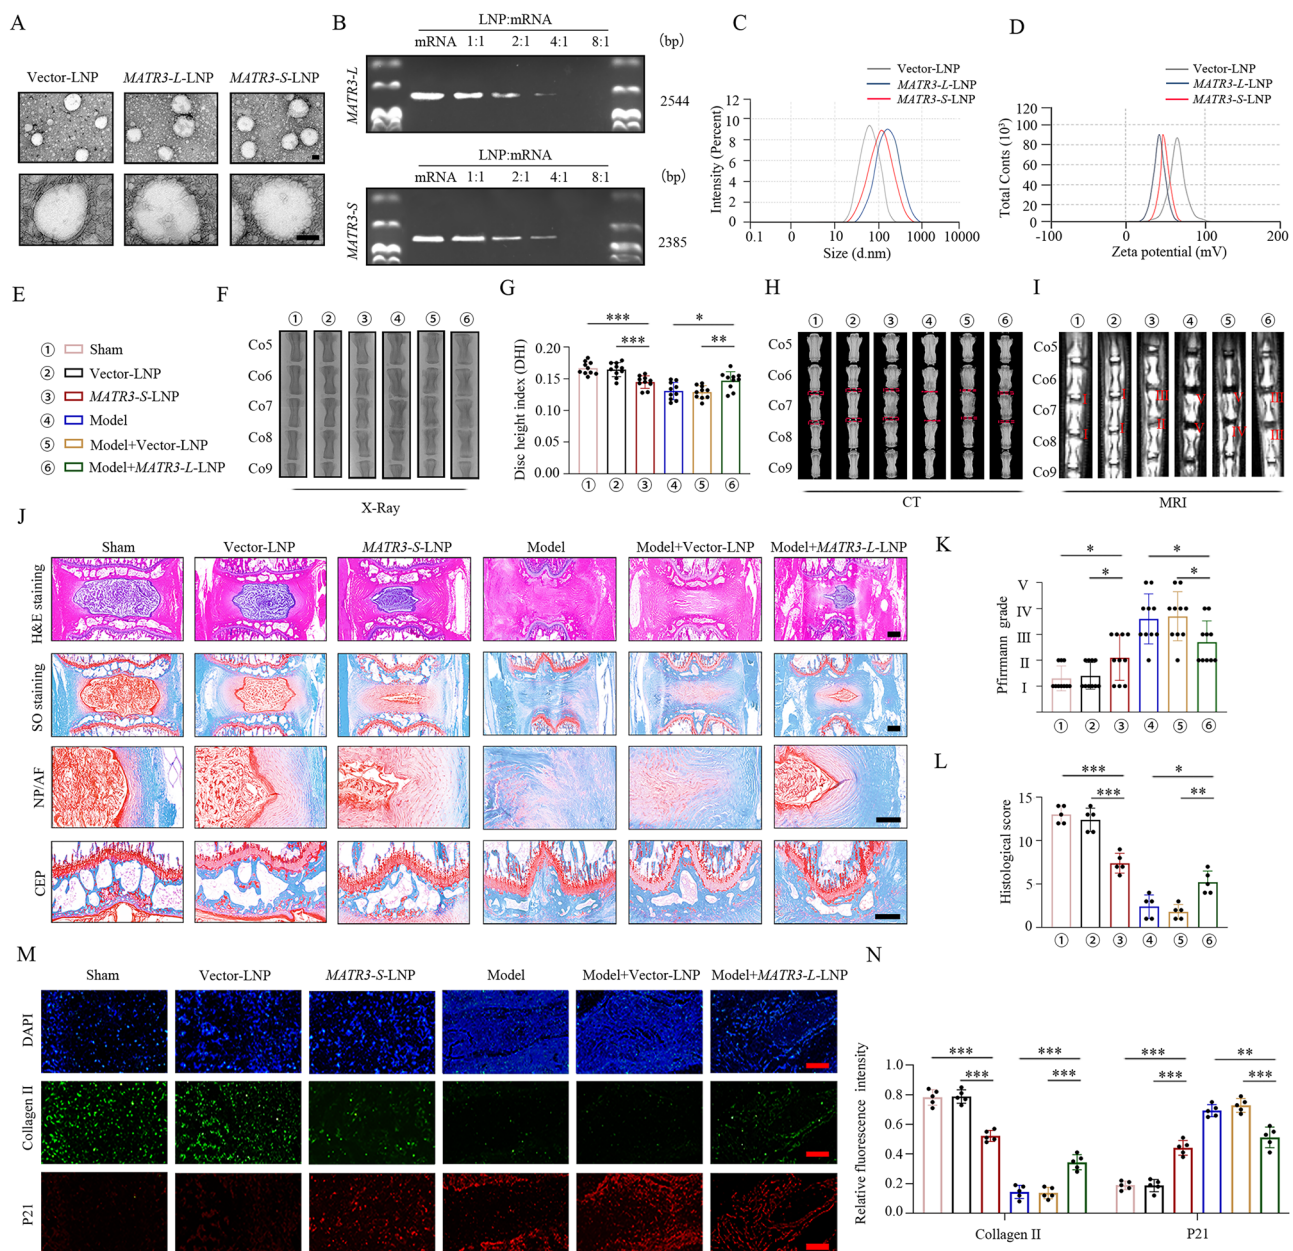 A
Vector-LNP MATR3-L-LNP MATR3-S-LNP
B
LNP:mRNA
mRNA 1:1 2:1 4:1 8:1 (bp)
MATR3-L
2544
LNP:mRNA
mRNA 1:1 2:1 4:1 8:1 (bp)
MATR3-S
2385
C
Vector-LNP
MATR3-L-LNP
MATR3-S-LNP
Intensity (Percent)
12
10
8
6
4
2
0
0.1 0 10 100 1000 10000
Size (d.nm)
D
Vector-LNP
MATR3-L-LNP
MATR3-S-LNP
Total Conts (10³)
120
100
80
60
40
20
0
-100 0 100 200
Zeta potential (mV)
E
① Sham
② Vector-LNP
③ MATR3-S-LNP
④ Model
⑤ Model+Vector-LNP
⑥ Model+MATR3-L-LNP
F
① ② ③ ④ ⑤ ⑥
Co5
Co6
Co7
Co8
Co9
X-Ray
G
*** *
*** **
Disc height index (DHI)
0.20
0.15
0.10
0.05
0.00
① ② ③ ④ ⑤ ⑥
H
① ② ③ ④ ⑤ ⑥
Co5
Co6
Co7
Co8
Co9
CT
I
① ② ③ ④ ⑤ ⑥
Co5
Co6
Co7
Co8
Co9
I I III V V III
I I II V IV III
MRI
J
Sham Vector-LNP MATR3-S-LNP Model Model+Vector-LNP Model+MATR3-L-LNP
H&E staining
SO staining
NP/AF
CEP
K
* *
* *
Pfirrmann grade
V
IV
III
II
I
① ② ③ ④ ⑤ ⑥
L
*** *
*** **
Histological score
15
10
5
0
① ② ③ ④ ⑤ ⑥
M
Sham Vector-LNP MATR3-S-LNP Model Model+Vector-LNP Model+MATR3-L-LNP
DAPI
Collagen II
P21
N
*** *** *** **
*** *** *** ***
Relative fluorescence intensity
0.8
1.0
0.6
0.4
0.2
0.0
Collagen II P21